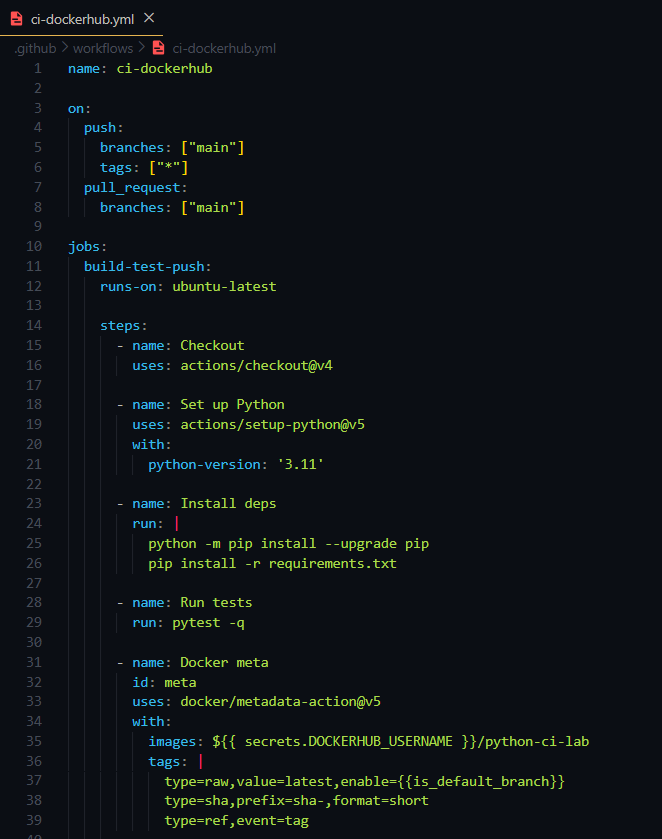 ci-dockerhub.yml
.github > workflows > ci-dockerhub.yml
1 name: ci-dockerhub
2
3 on:
4   push:
5     branches: ["main"]
6     tags: ["*"]
7   pull_request:
8     branches: ["main"]
9
10 jobs:
11   build-test-push:
12     runs-on: ubuntu-latest
13
14     steps:
15       - name: Checkout
16         uses: actions/checkout@v4
17
18       - name: Set up Python
19         uses: actions/setup-python@v5
20         with:
21           python-version: '3.11'
22
23       - name: Install deps
24         run: |
25           python -m pip install --upgrade pip
26           pip install -r requirements.txt
27
28       - name: Run tests
29         run: pytest -q
30
31       - name: Docker meta
32         id: meta
33         uses: docker/metadata-action@v5
34         with:
35           images: ${{ secrets.DOCKERHUB_USERNAME }}/python-ci-lab
36           tags: |
37             type=raw,value=latest,enable={{is_default_branch}}
38             type=sha,prefix=sha-,format=short
39             type=ref,event=tag